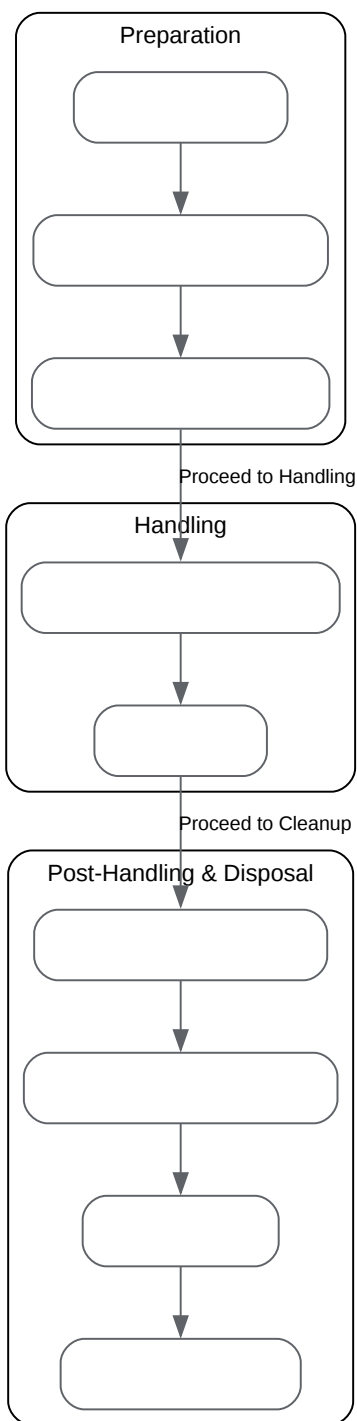 Preparation
Proceed to Handling
Handling
Proceed to Cleanup
Post-Handling & Disposal